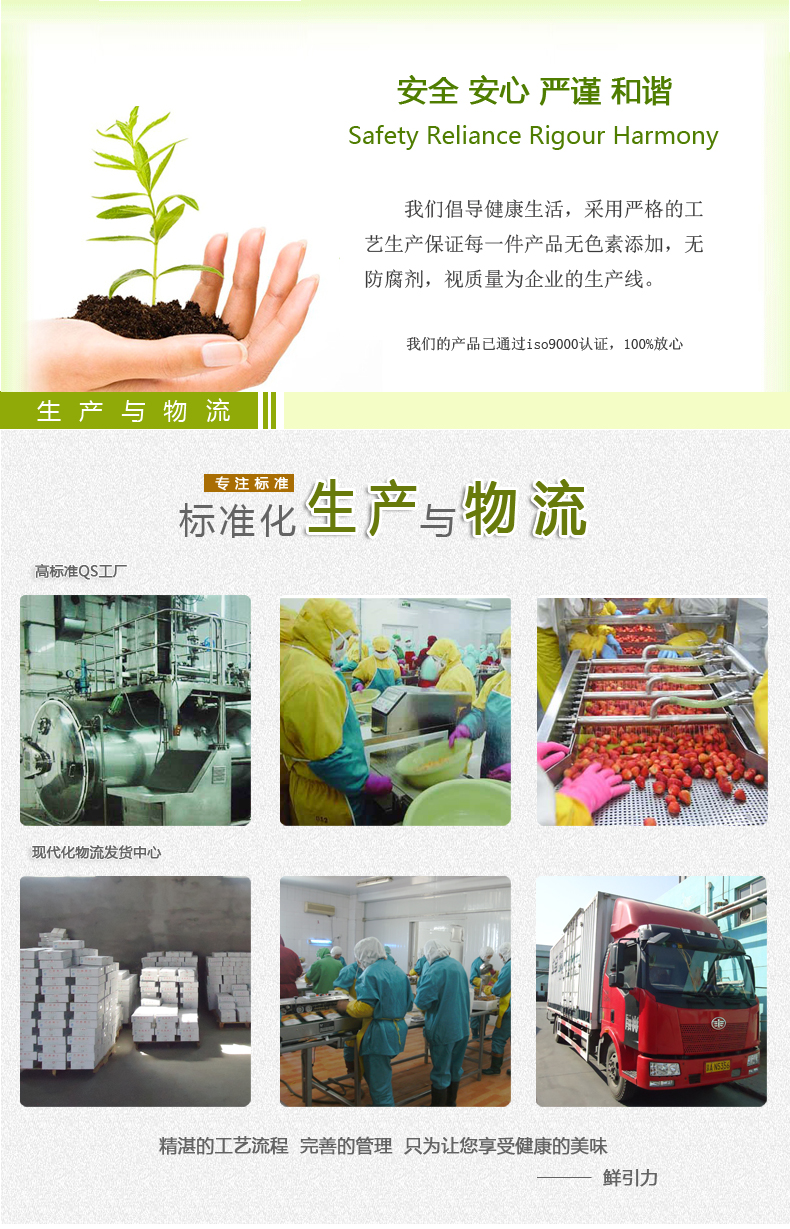 安全 安心 严谨 和谐
Safety Reliance Rigour Harmony
我们倡导健康生活，采用严格的工
艺生产保证每一件产品无色素添加，无
防腐剂，视质量为企业的生产线。
我们的产品已通过iso9000认证，100%放心
生产与物流
专注标准
标准化生产与物流
高标准QS工厂
现代化物流发货中心
精湛的工艺流程 完善的管理 只为让您享受健康的美味
——— 鲜引力